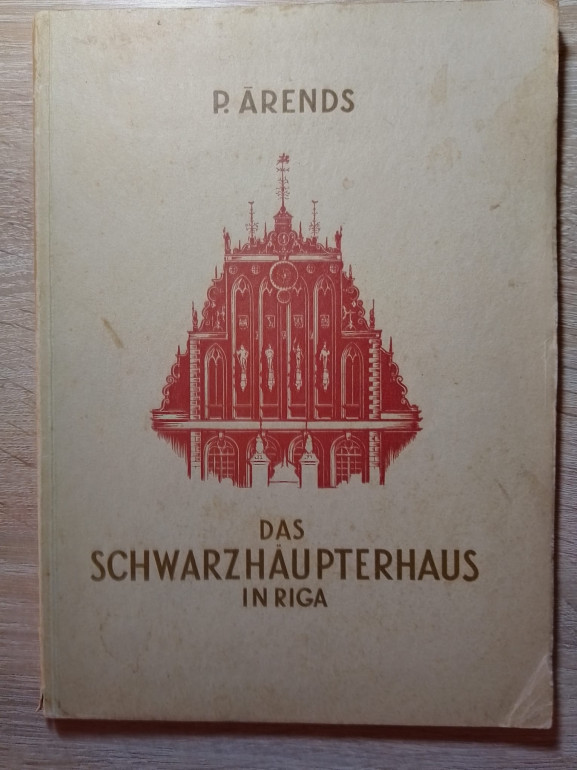 P. ĀRENDS
DAS
SCHWARZHÄUPTERHAUS
IN RIGA